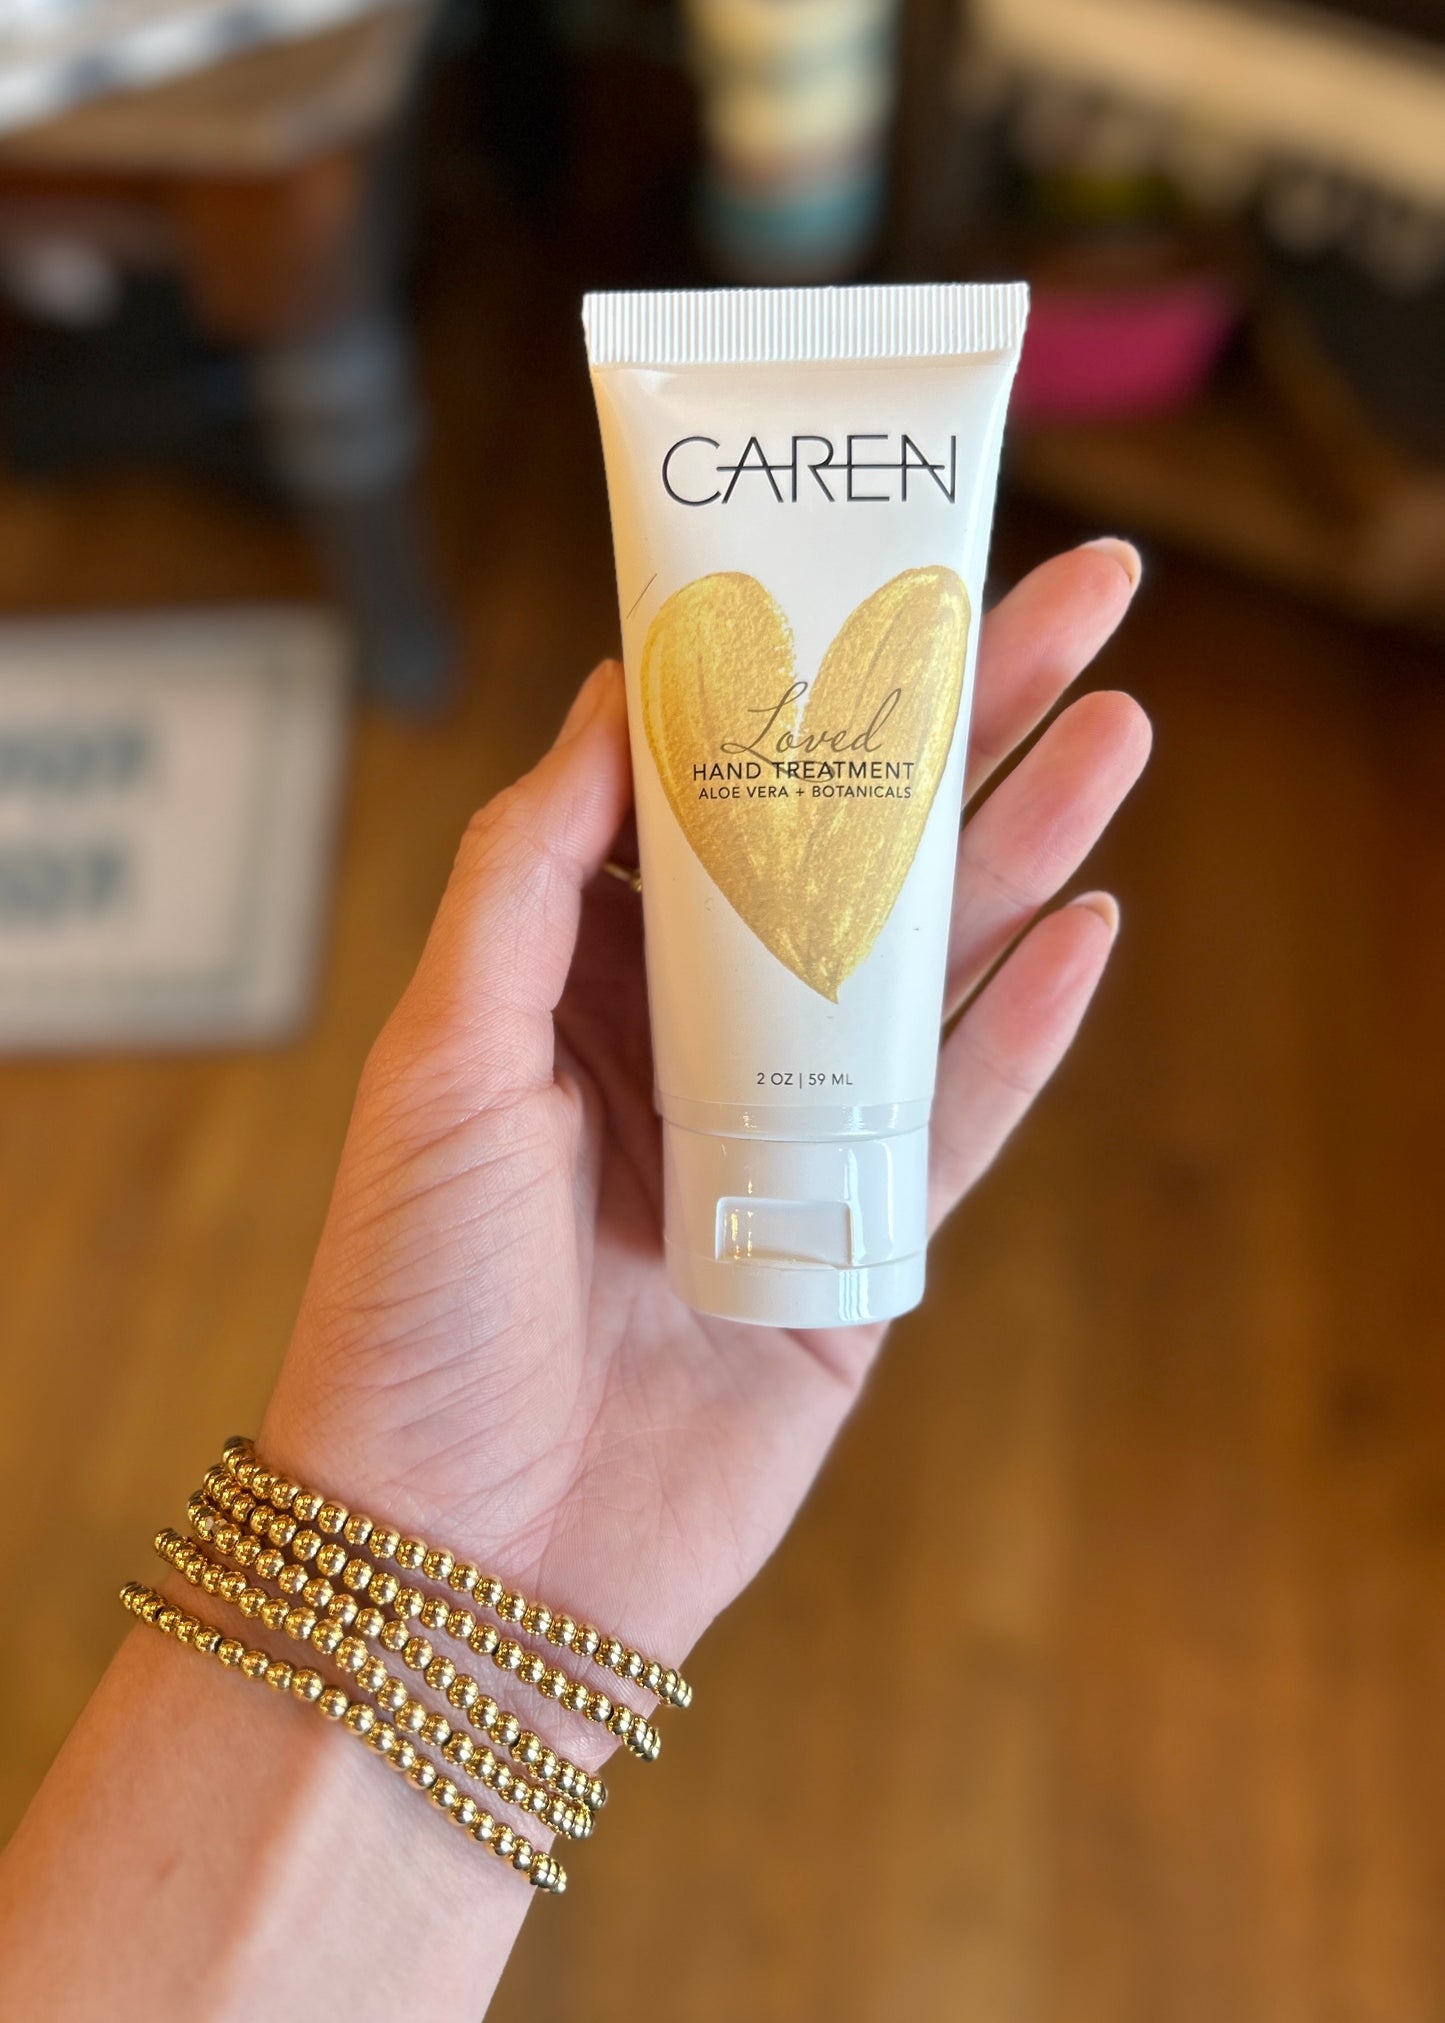 CAREN
Loved
HAND TREATMENT
ALOE VERA + BOTANICALS
2 OZ | 59 ML